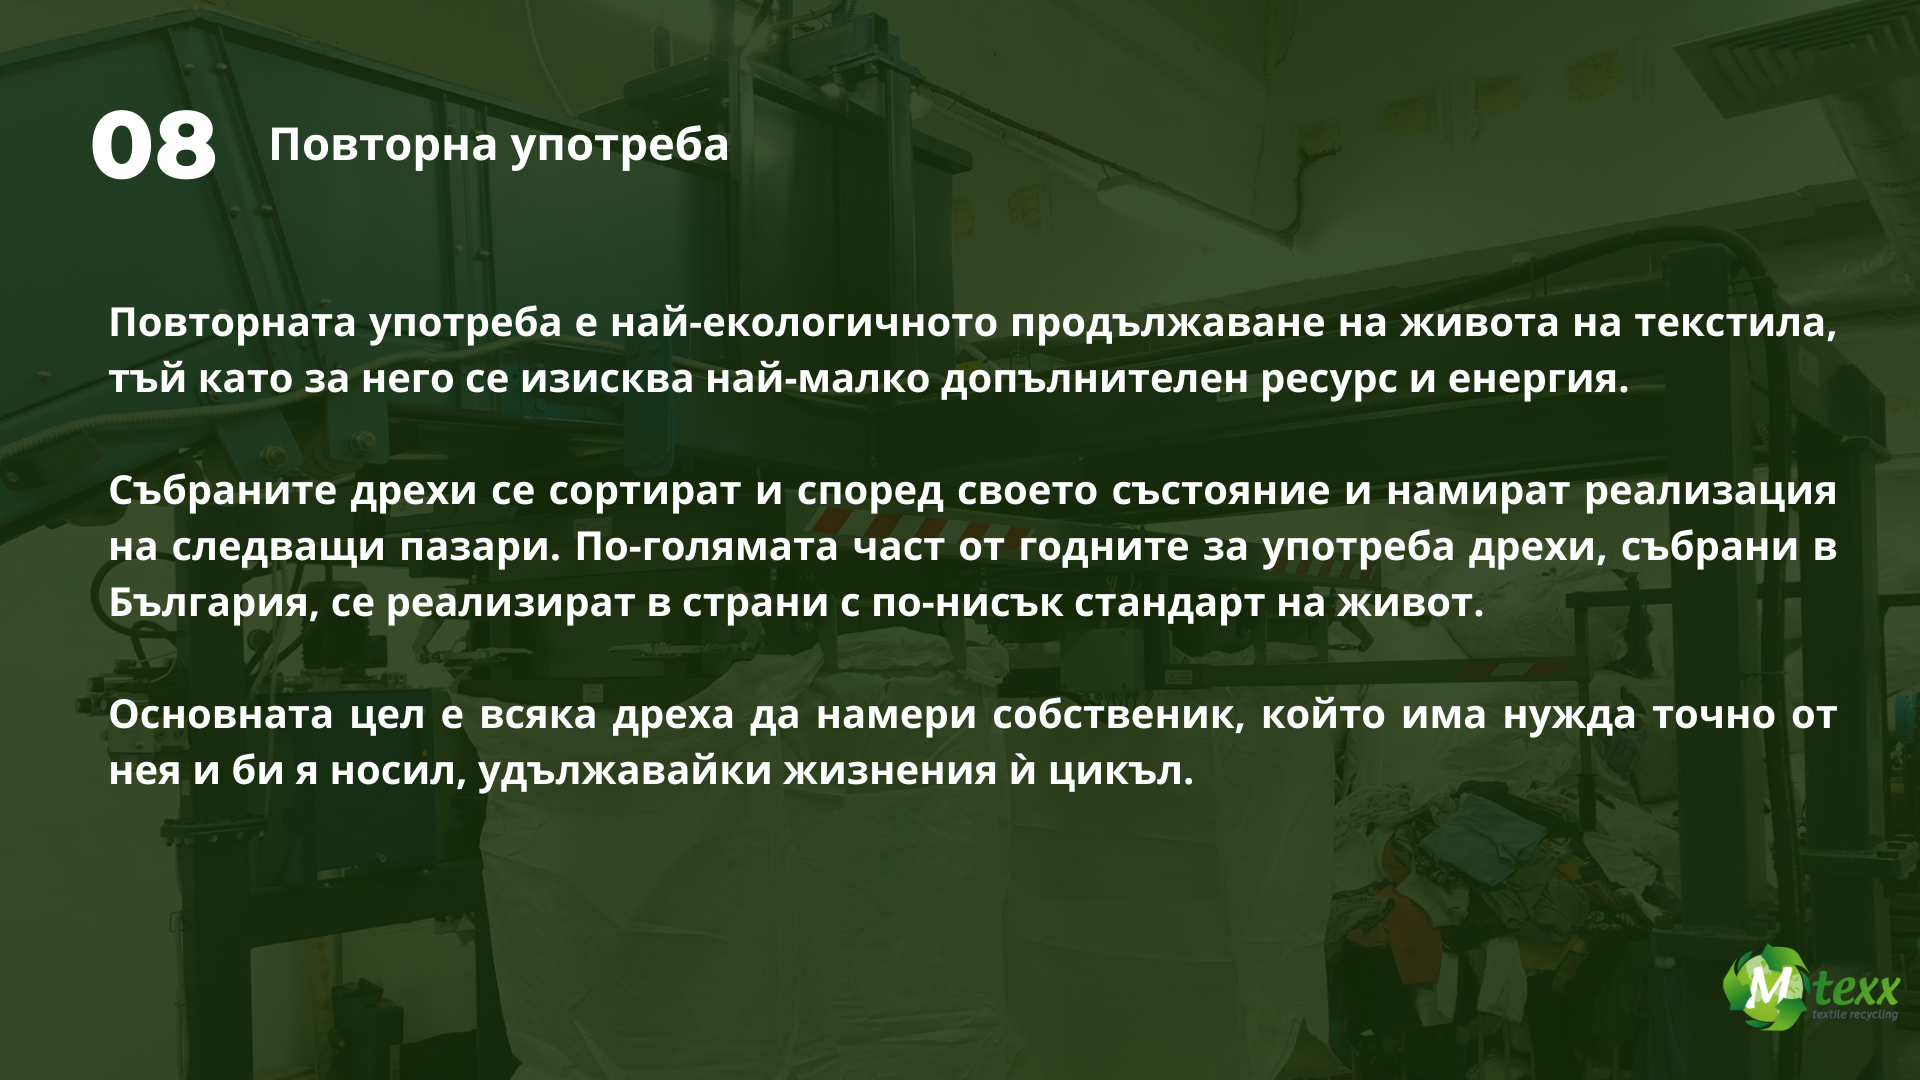 08 Повторна употреба
Повторната употреба е най-екологичното продължаване на живота на текстила,
тъй като за него се изисква най-малко допълнителен ресурс и енергия.
Събраните дрехи се сортират и според своето състояние и намират реализация
на следващи пазари. По-голямата част от годните за употреба дрехи, събрани в
България, се реализират в страни с по-нисък стандарт на живот.
Основната цел е всяка дреха да намери собственик, който има нужда точно от
нея и би я носил, удължавайки жизнения ѝ цикъл.
M texx
textile recycling